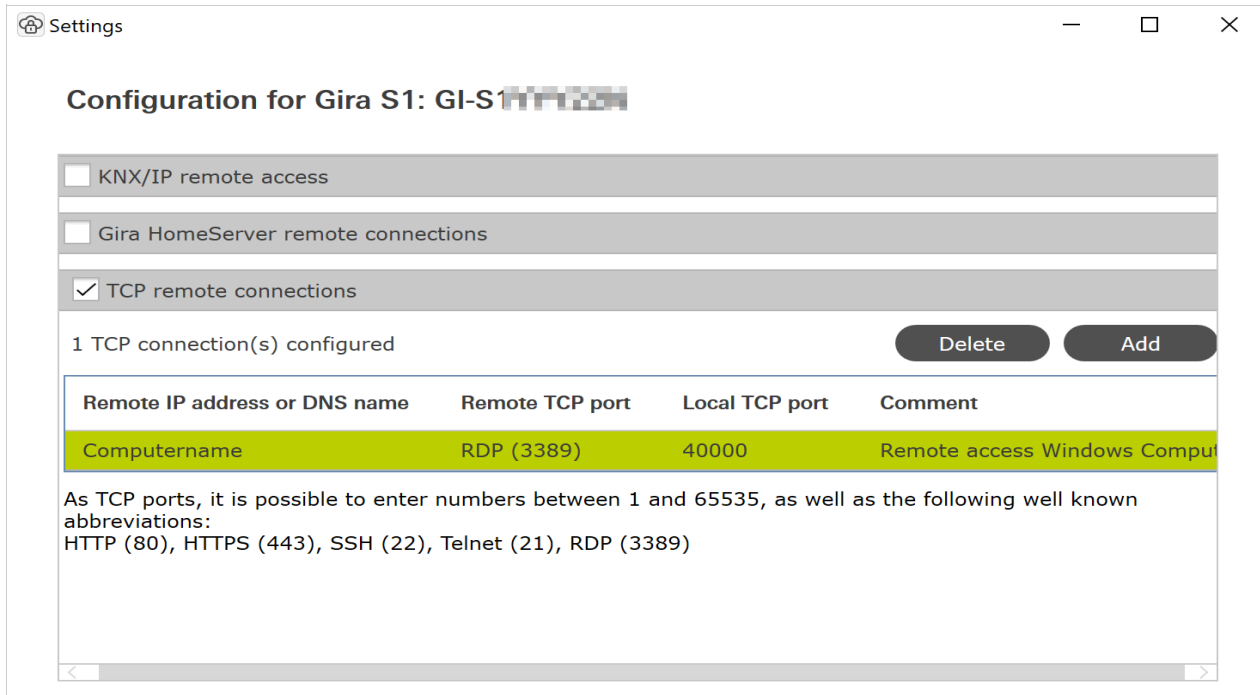 Settings
Configuration for Gira S1: GI-S1
KNX/IP remote access
Gira HomeServer remote connections
TCP remote connections
1 TCP connection(s) configured Delete Add
Remote IP address or DNS name Remote TCP port Local TCP port Comment
Computername RDP (3389) 40000 Remote access Windows
As TCP ports, it is possible to enter numbers between 1 and 65535, as well as the following well known
abbreviations:
HTTP (80), HTTPS (443), SSH (22), Telnet (21), RDP (3389)